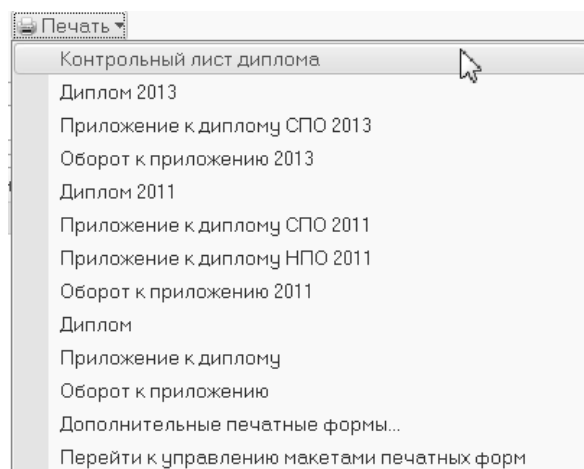 Печать
Контрольный лист диплома
Диплом 2013
Приложение к диплому СПО 2013
Оборот к приложению 2013
Диплом 2011
Приложение к диплому СПО 2011
Приложение к диплому НПО 2011
Оборот к приложению 2011
Диплом
Приложение к диплому
Оборот к приложению
Дополнительные печатные формы...
Перейти к управлению макетами печатных форм